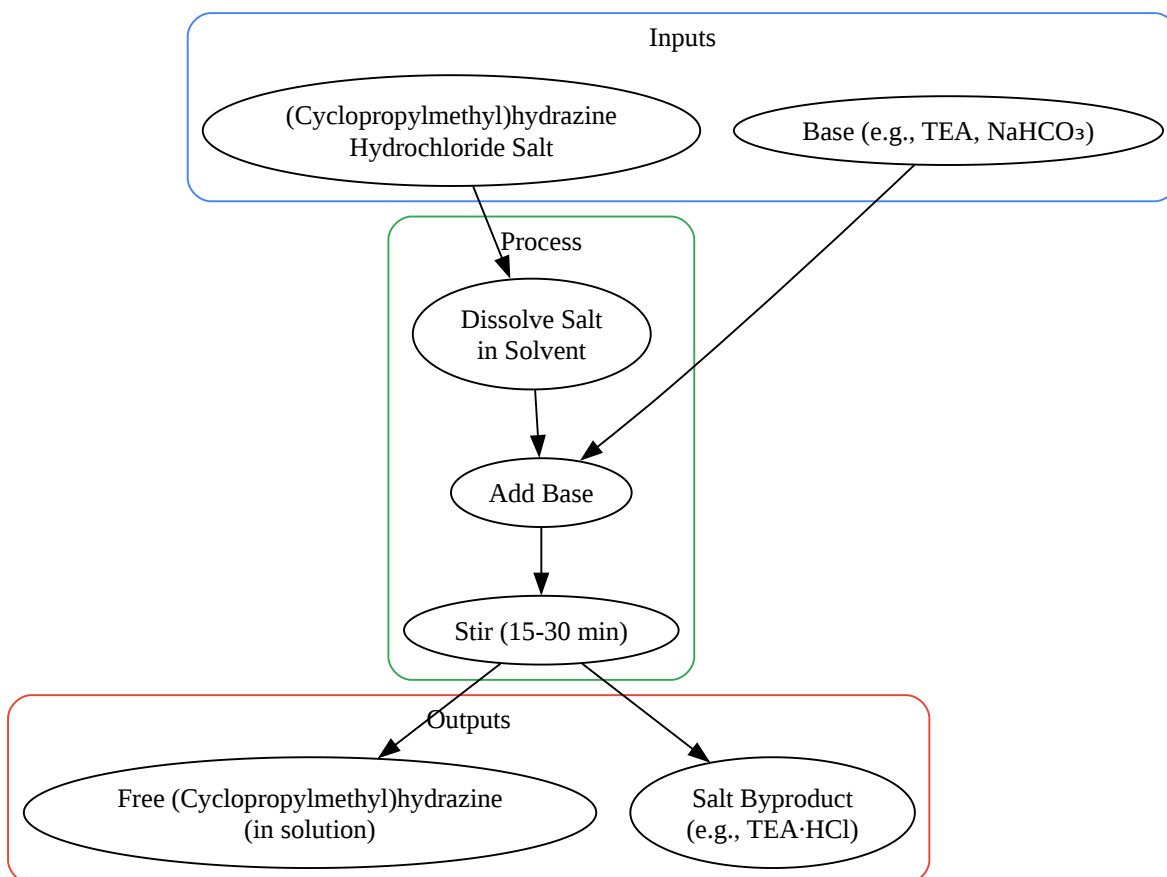 Inputs
(Cyclopropylmethyl)hydrazine
Hydrochloride Salt
Base (e.g., TEA, NaHCO₃)
Process
Dissolve Salt
in Solvent
Add Base
Stir (15-30 min)
Outputs
Free (Cyclopropylmethyl)hydrazine
(in solution)
Salt Byproduct
(e.g., TEA·HCl)